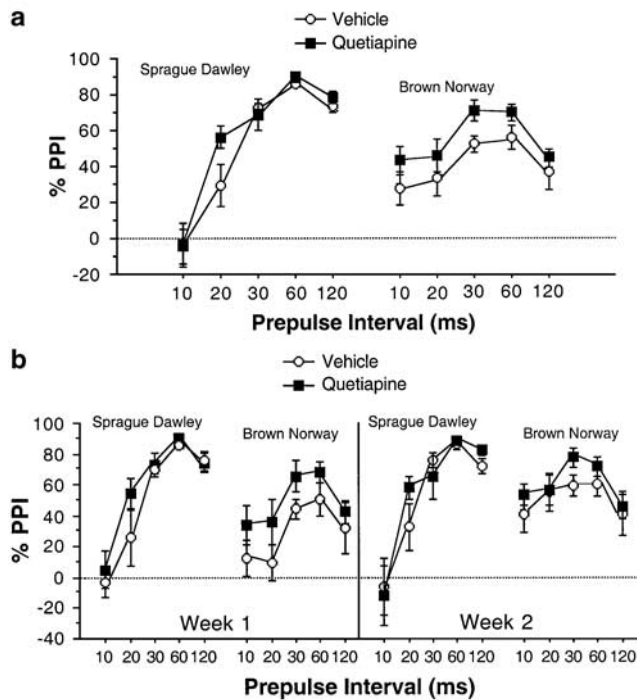 a
Vehicle
Quetiapine
Sprague Dawley
Brown Norway
100
80
60
40
20
0
-20
% PPI
10 20 30 60 120 10 20 30 60 120
Prepulse Interval (ms)
b
Vehicle
Quetiapine
Sprague Dawley Brown Norway Sprague Dawley Brown Norway
100
80
60
40
20
0
-20
-40
% PPI
Week 1 Week 2
10 20 30 60 120 10 20 30 60 120 10 20 30 60 120 10 20 30 60 120
Prepulse Interval (ms)